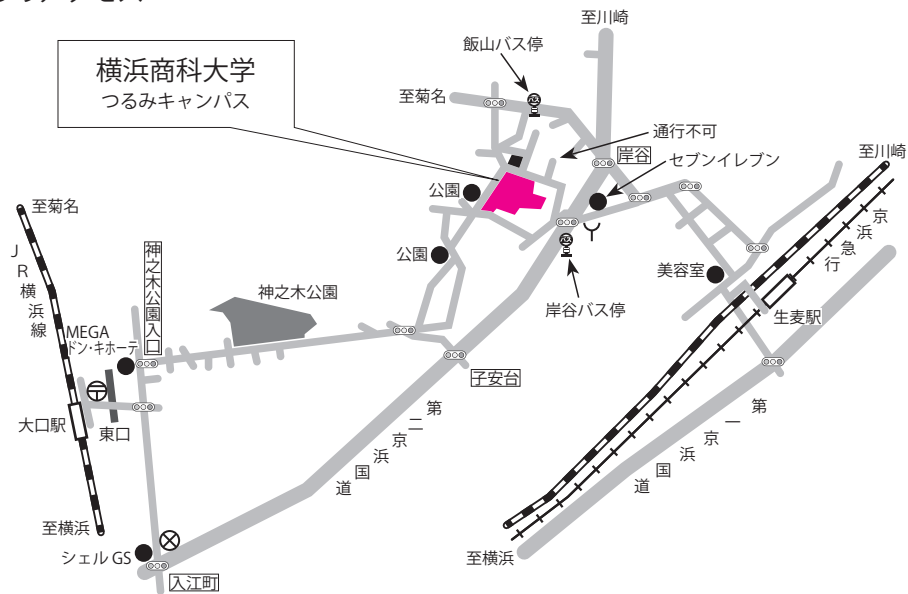 横浜商科大学
つるみキャンパス
至川崎
飯山バス停
至菊名
通行不可
岸谷
セブンイレブン
至川崎
公園
京浜急行
至菊名
JR横浜線
神之木公園入口
公園
神之木公園
岸谷バス停
美容室
生麦駅
MEGA
ドン・キホーテ
子安台
大口駅
東口
第二京浜国道
第一京浜国道
至横浜
シェルGS
入江町
至横浜